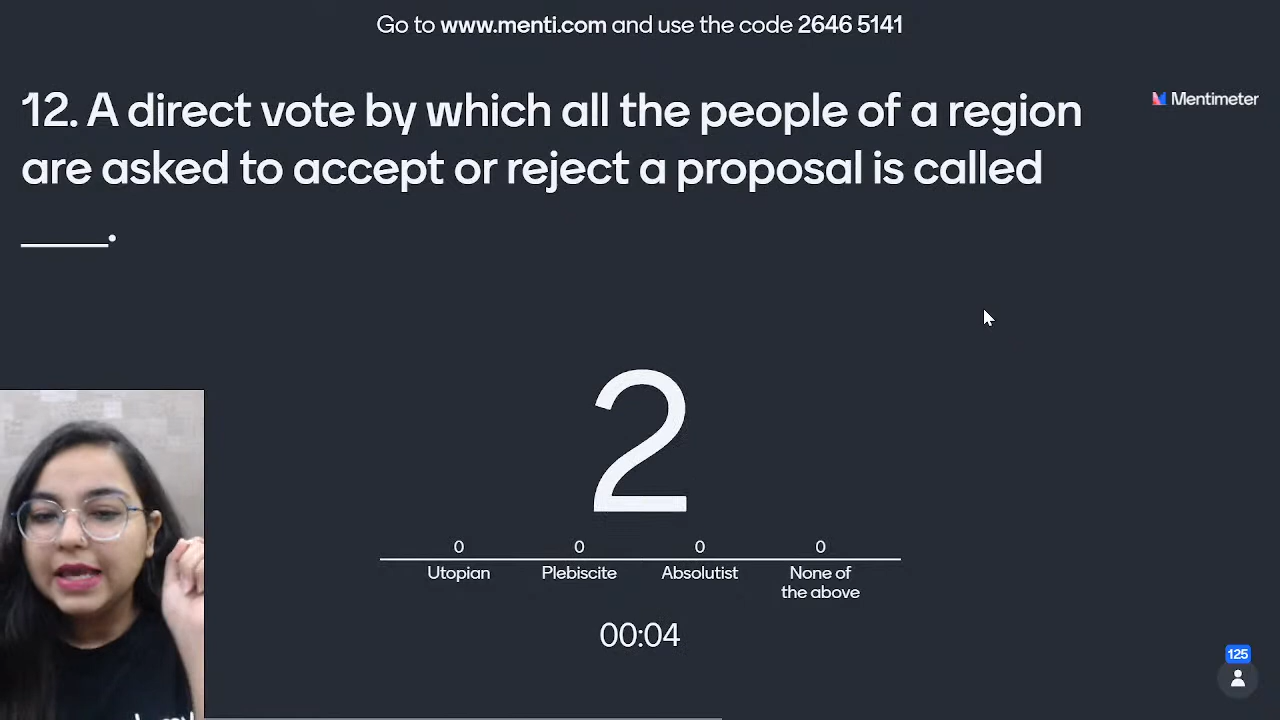 Go to www.menti.com and use the code 2646 5141
Mentimeter
12. A direct vote by which all the people of a region
are asked to accept or reject a proposal is called
____.
2
0 0 0 0
Utopian Plebiscite Absolutist None of
the above
00:04
125